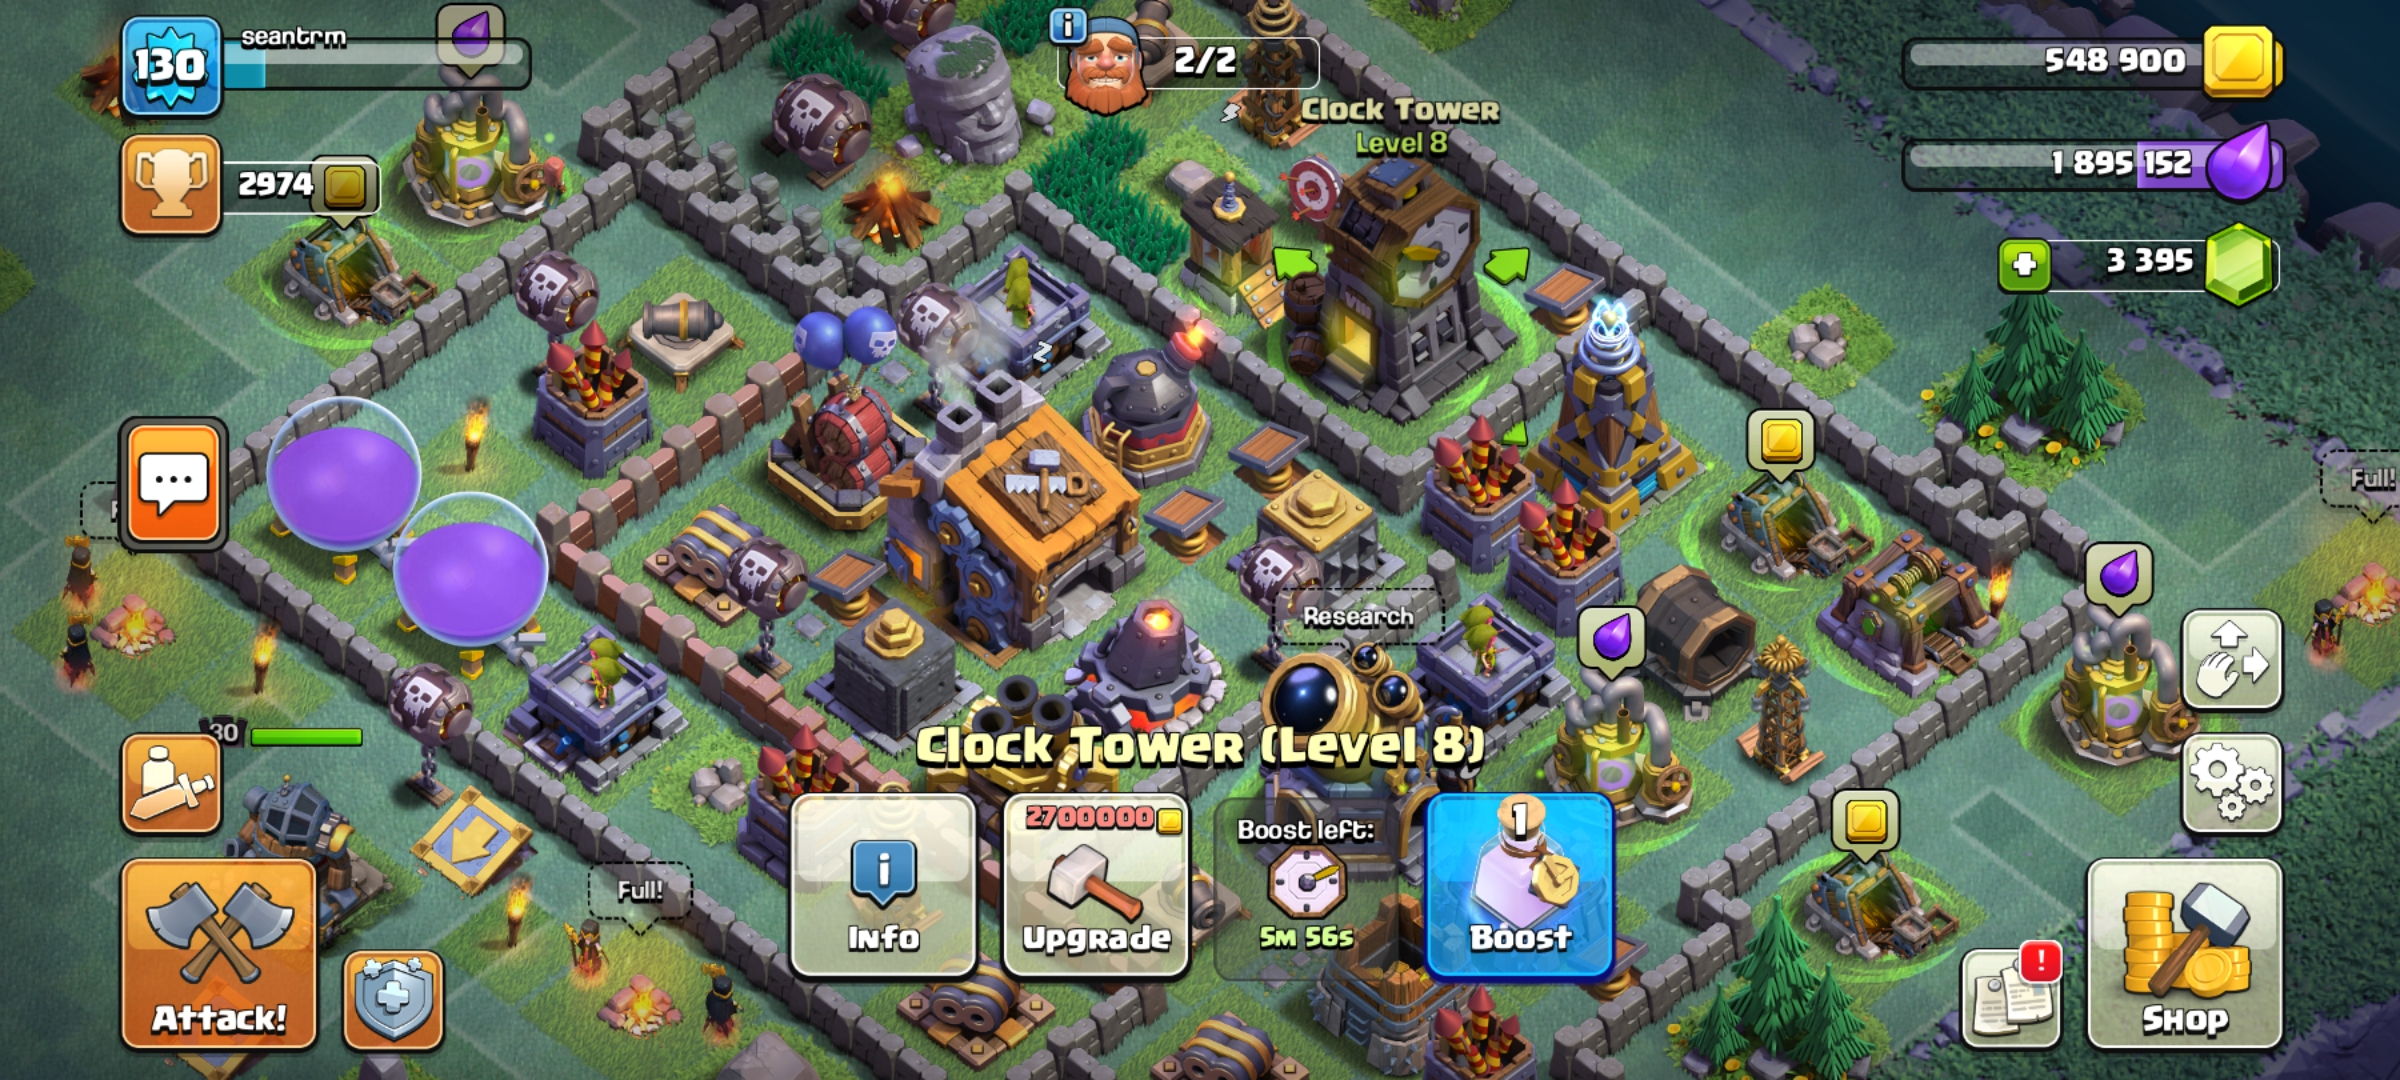 130
seantrm
2/2
548 900
Clock Tower
Level 8
1 895 152
2974
3 395
Full!
Research
30
Clock Tower (Level 8)
2700000
1
Boost left:
Full!
Info
Upgrade
5M 56s
Boost
!
Attack!
Shop